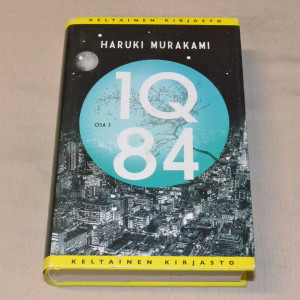 KELTAINEN KIRJASTO
HARUKI MURAKAMI
1Q
OSA 3
84
KELTAINEN KIRJASTO